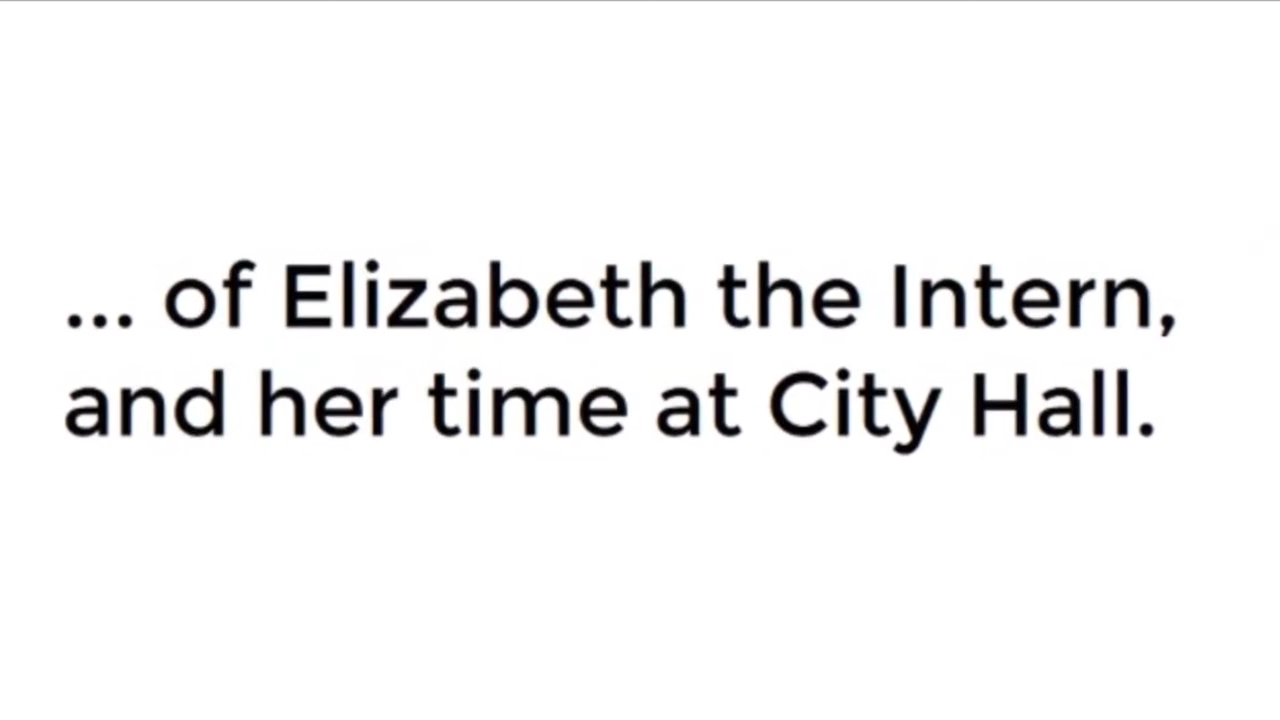 ... of Elizabeth the Intern,
and her time at City Hall.